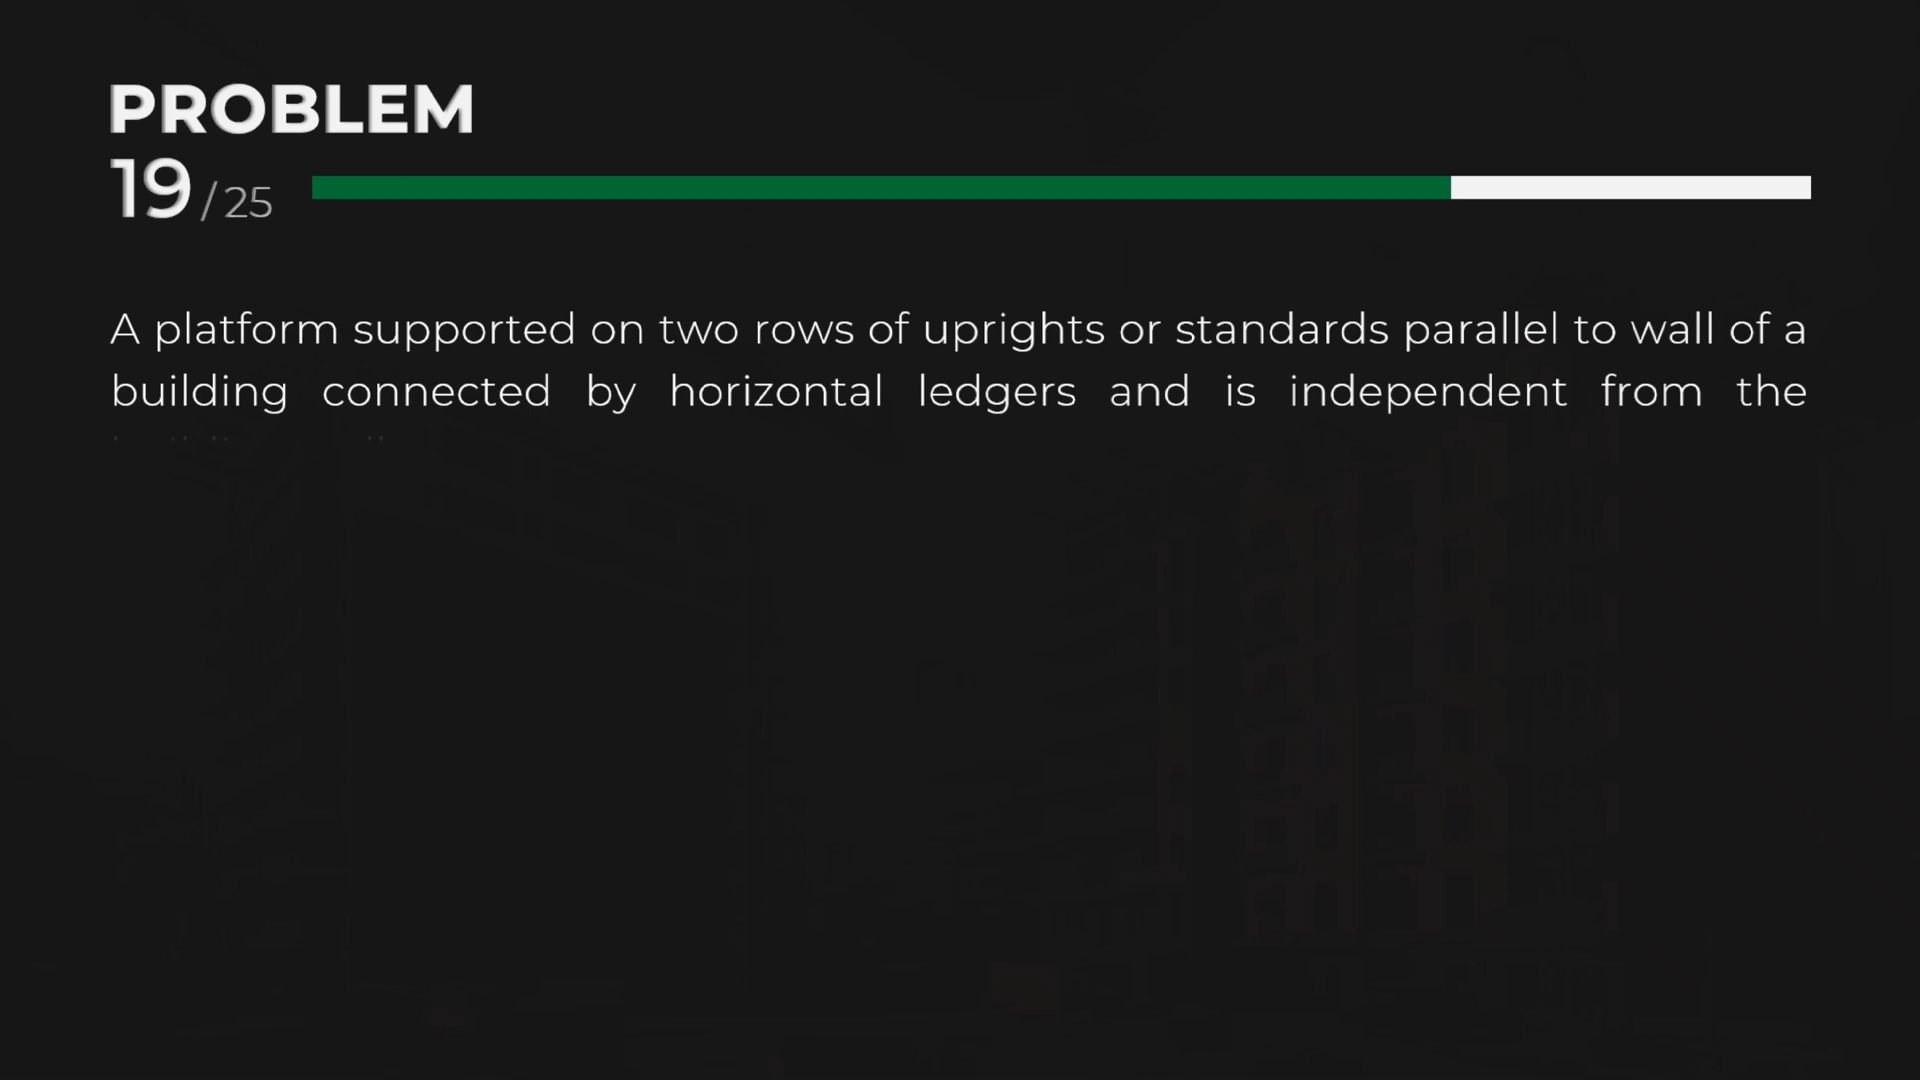 PROBLEM
19 / 25
A platform supported on two rows of uprights or standards parallel to wall of a
building connected by horizontal ledgers and is independent from the